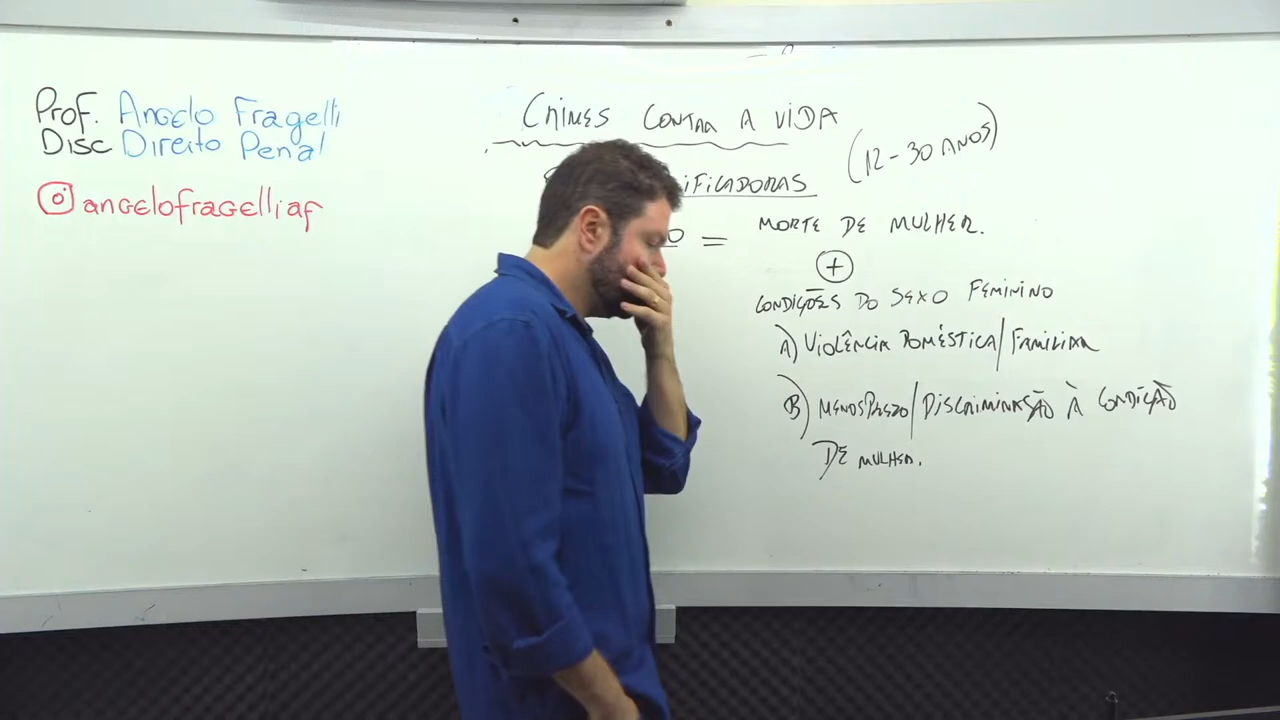 Prof. Angelo Fragelli
Disc Direito Penal
angelofragelliaf
CRIMES CONTRA A VIDA
(12-30 ANOS)
IFICADORAS
O = MORTE DE MULHER.
+
CONDIÇÕES DO SEXO FEMININO
A) VIOLÊNCIA DOMÉSTICA/FAMILIAR
B) MENOSPREZO/DISCRIMINAÇÃO À CONDIÇÃO
DE MULHER.